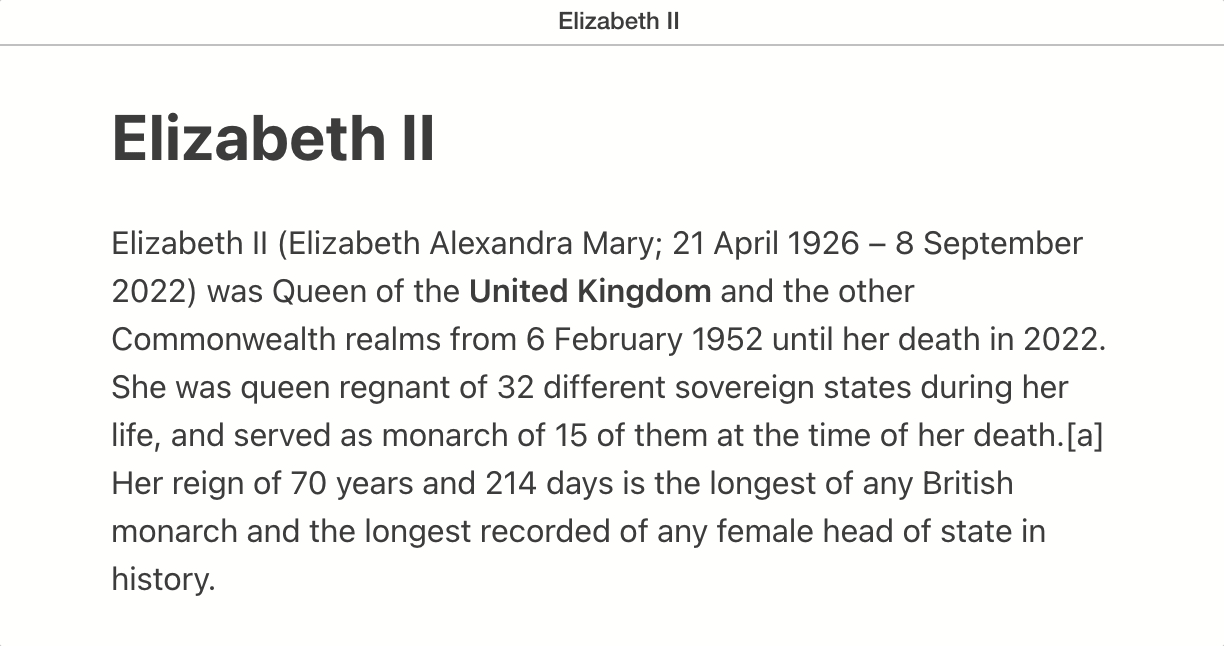 Elizabeth II
Elizabeth II
Elizabeth II (Elizabeth Alexandra Mary; 21 April 1926 – 8 September
2022) was Queen of the United Kingdom and the other
Commonwealth realms from 6 February 1952 until her death in 2022.
She was queen regnant of 32 different sovereign states during her
life, and served as monarch of 15 of them at the time of her death.[a]
Her reign of 70 years and 214 days is the longest of any British
monarch and the longest recorded of any female head of state in
history.